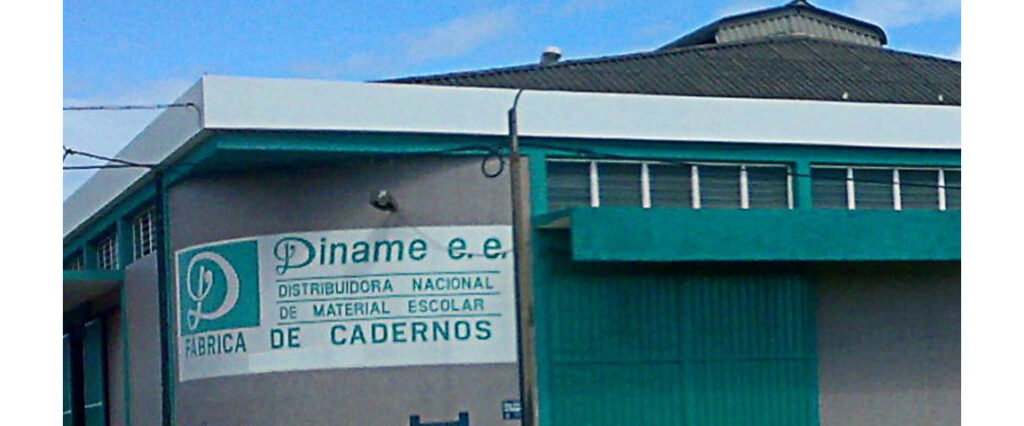 Diname e.e.
DISTRIBUIDORA NACIONAL
DE MATERIAL ESCOLAR
FABRICA DE CADERNOS